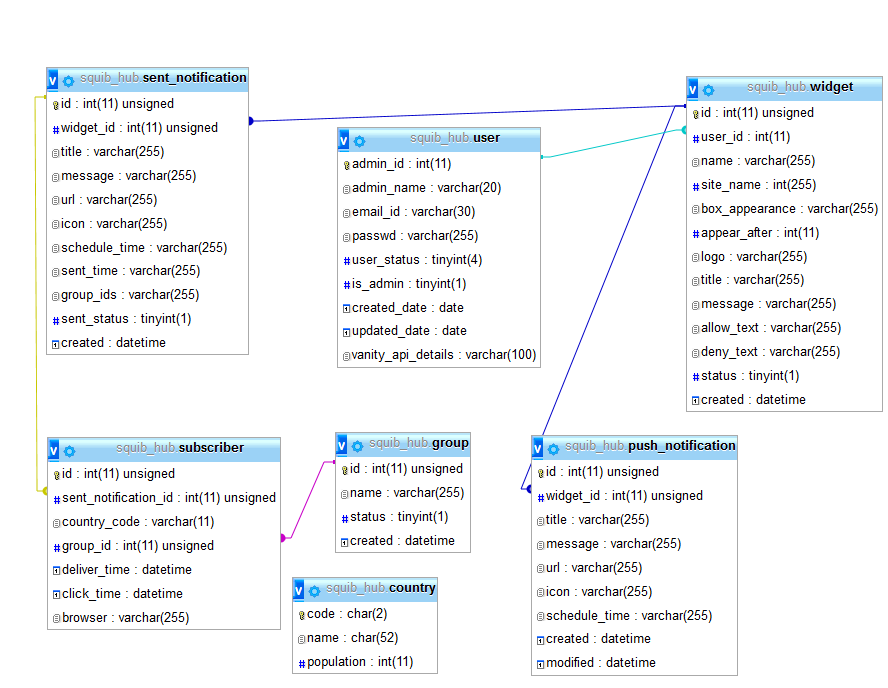 squib_hub.sent_notification
id : int(11) unsigned
widget_id : int(11) unsigned
title : varchar(255)
message : varchar(255)
url : varchar(255)
icon : varchar(255)
schedule_time : varchar(255)
sent_time : varchar(255)
group_ids : varchar(255)
sent_status : tinyint(1)
created : datetime
squib_hub.user
admin_id : int(11)
admin_name : varchar(20)
email_id : varchar(30)
passwd : varchar(255)
user_status : tinyint(4)
is_admin : tinyint(1)
created_date : date
updated_date : date
vanity_api_details : varchar(100)
squib_hub.widget
id : int(11) unsigned
user_id : int(11)
name : varchar(255)
site_name : int(255)
box_appearance : varchar(255)
appear_after : int(11)
logo : varchar(255)
title : varchar(255)
message : varchar(255)
allow_text : varchar(255)
deny_text : varchar(255)
status : tinyint(1)
created : datetime
squib_hub.subscriber
id : int(11) unsigned
sent_notification_id : int(11) unsigned
country_code : varchar(11)
group_id : int(11) unsigned
deliver_time : datetime
click_time : datetime
browser : varchar(255)
squib_hub.group
id : int(11) unsigned
name : varchar(255)
status : tinyint(1)
created : datetime
squib_hub.country
code : char(2)
name : char(52)
population : int(11)
squib_hub.push_notification
id : int(11) unsigned
widget_id : int(11) unsigned
title : varchar(255)
message : varchar(255)
url : varchar(255)
icon : varchar(255)
schedule_time : varchar(255)
created : datetime
modified : datetime